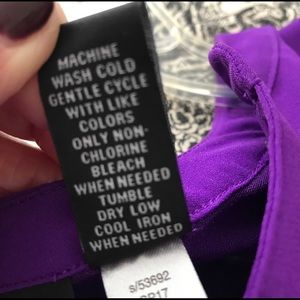 MACHINE
WASH COLD
GENTLE CYCLE
WITH LIKE
COLORS
ONLY NON-
CHLORINE
BLEACH
WHEN NEEDED
TUMBLE
DRY LOW
COOL IRON
WHEN NEEDED
s/53692
SP17